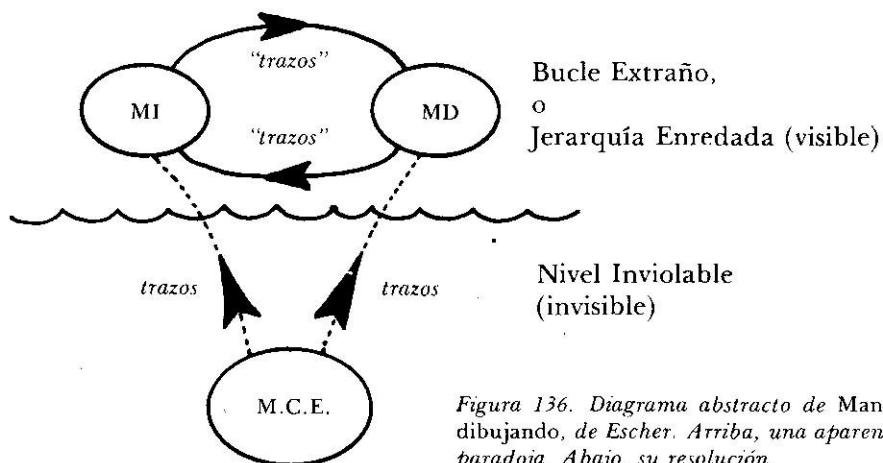 "trazos"
MI
MD
"trazos"
Bucle Extraño,
o
Jerarquía Enredada (visible)
trazos
trazos
Nivel Inviolable
(invisible)
M.C.E.
Figura 136. Diagrama abstracto de
dibujando, de Escher. Arriba, una
paradoja. Abajo, su resolución.